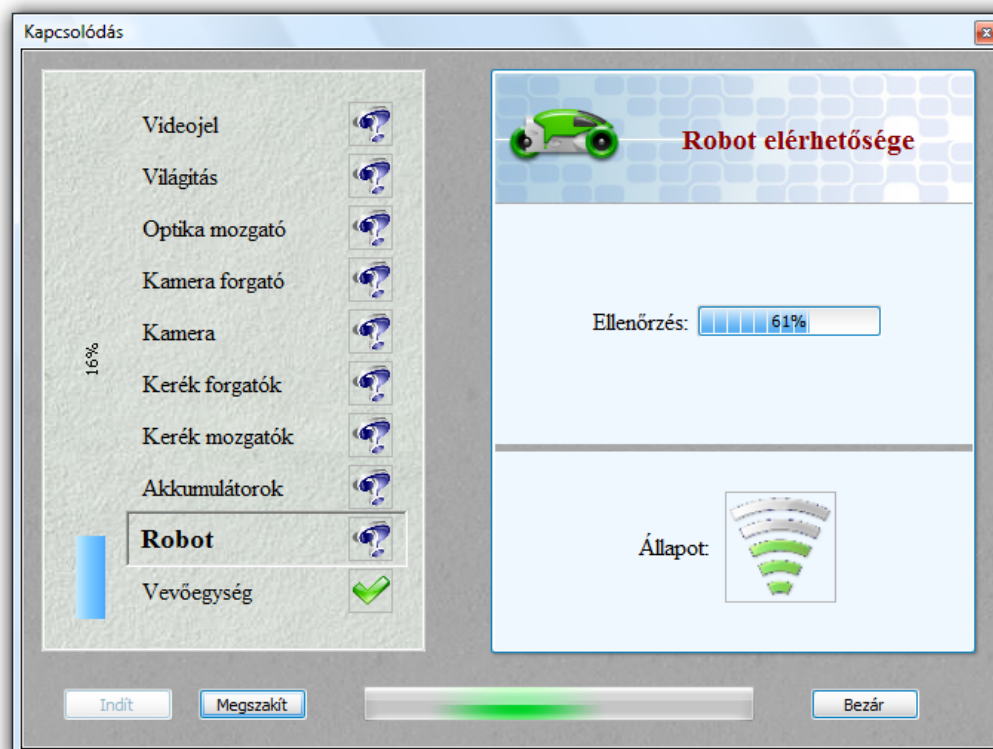 Kapcsolódás
Videojel
Világitás
Optika mozgató
Kamera forgató
Kamera
Kerék forgatók
Kerék mozgatók
Akkumulátorok
Robot
Vevőegység
16%
Robot elérhetősége
Ellenőrzés: 61%
Állapot:
Indít
Megszakít
Bezár